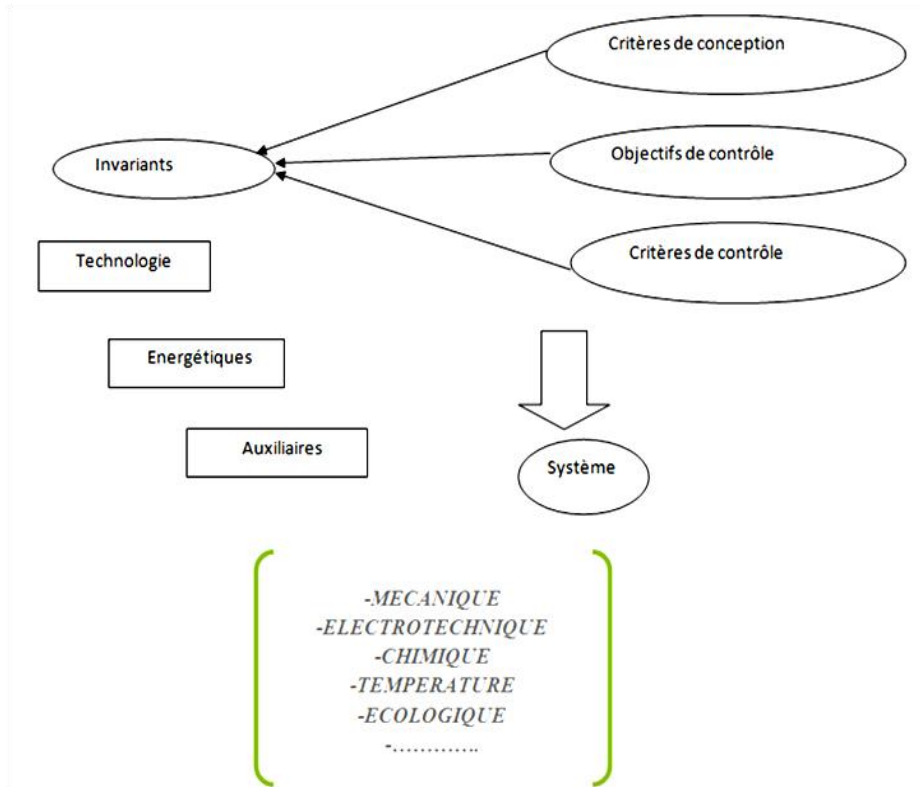 Critères de conception
Invariants
Objectifs de contrôle
Critères de contrôle
Technologie
Energétiques
Auxiliaires
Système
-MECANIQUE
-ELECTROTECHNIQUE
-CHIMIQUE
-TEMPERATURE
-ECOLOGIQUE
-………….